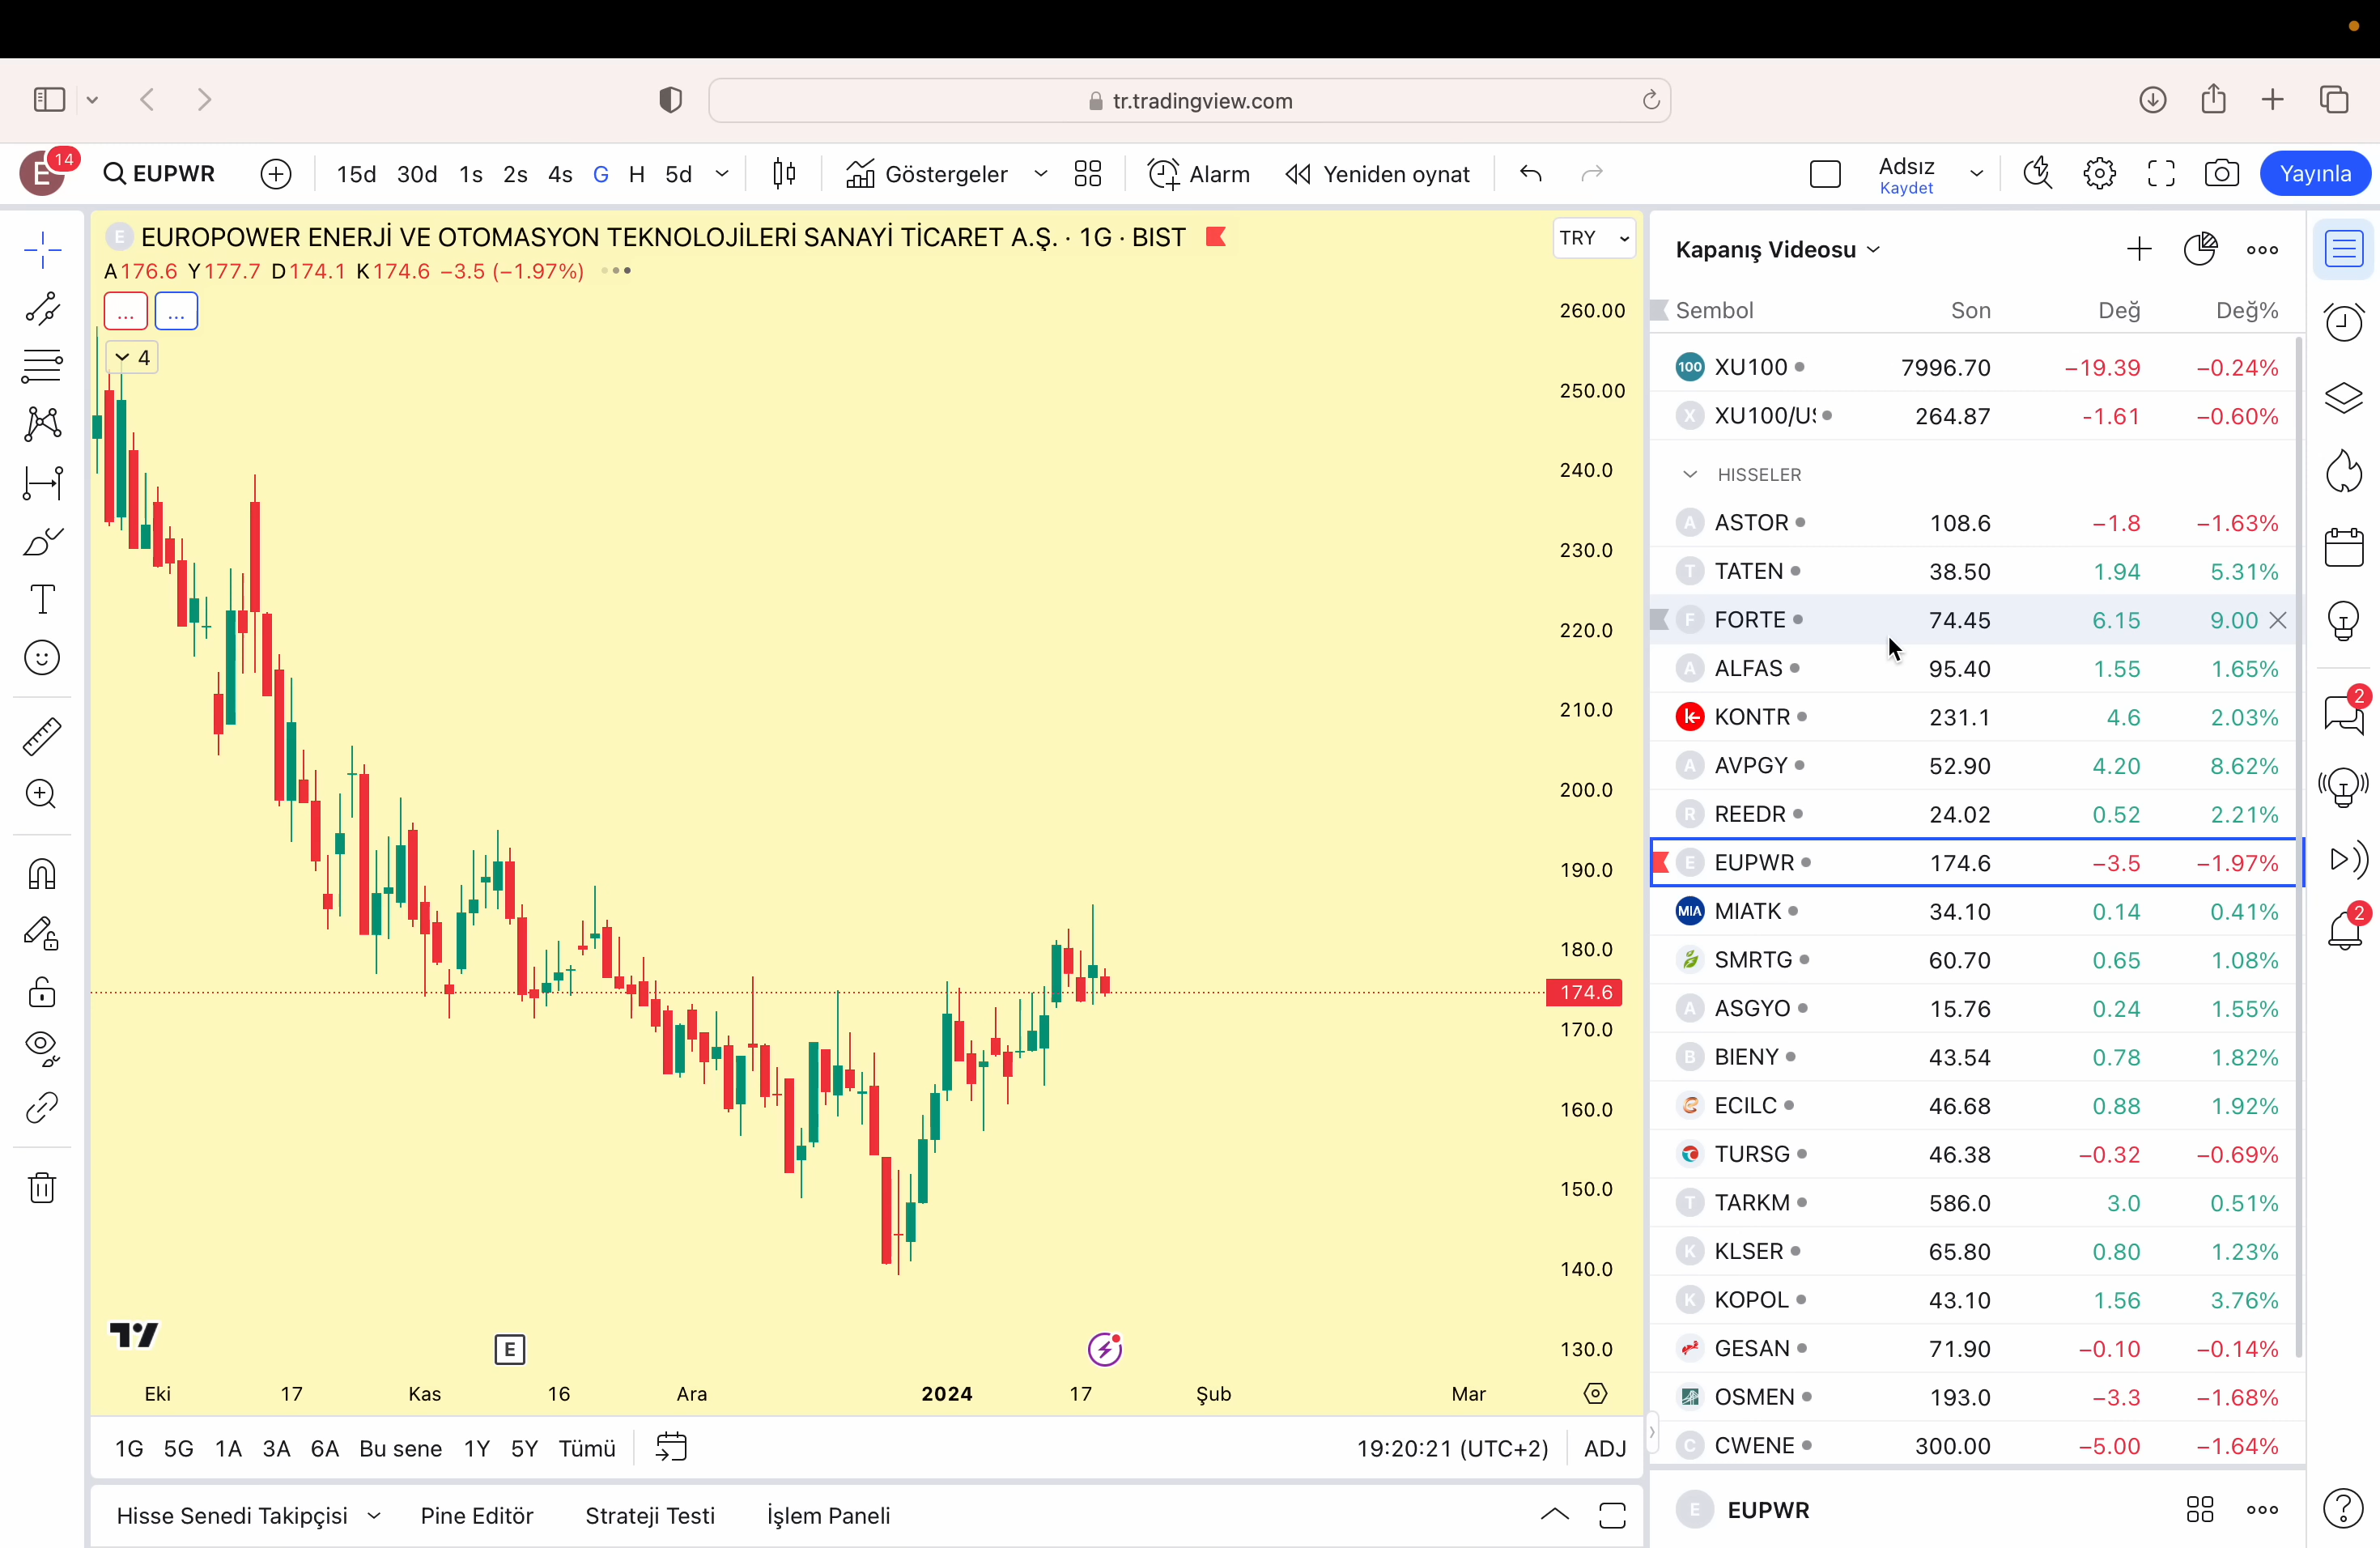 tr.tradingview.com
E 14 EUPWR 15d 30d 1s 2s 4s G H 5d Göstergeler Alarm Yeniden oynat Adsız Kaydet Yayınla
E EUROPOWER ENERJİ VE OTOMASYON TEKNOLOJİLERİ SANAYİ TİCARET A.Ş. · 1G · BIST
TRY
A176.6 Y177.7 D174.1 K174.6 −3.5 (−1.97%)
... ...
4
260.00
250.00
240.0
230.0
220.0
210.0
200.0
190.0
180.0
174.6
170.0
160.0
150.0
140.0
130.0
E
Eki 17 Kas 16 Ara 2024 17 Şub Mar
1G 5G 1A 3A 6A Bu sene 1Y 5Y Tümü 19:20:21 (UTC+2) ADJ
Hisse Senedi Takipçisi Pine Editör Strateji Testi İşlem Paneli
Kapanış Videosu
Sembol Son Değ Değ%
100 XU100 7996.70 −19.39 −0.24%
X XU100/US 264.87 -1.61 −0.60%
HISSELER
A ASTOR 108.6 −1.8 −1.63%
T TATEN 38.50 1.94 5.31%
F FORTE 74.45 6.15 9.00
A ALFAS 95.40 1.55 1.65%
KONTR 231.1 4.6 2.03%
A AVPGY 52.90 4.20 8.62%
R REEDR 24.02 0.52 2.21%
E EUPWR 174.6 −3.5 −1.97%
MIA MIATK 34.10 0.14 0.41%
SMRTG 60.70 0.65 1.08%
A ASGYO 15.76 0.24 1.55%
B BIENY 43.54 0.78 1.82%
ECILC 46.68 0.88 1.92%
TURSG 46.38 −0.32 −0.69%
T TARKM 586.0 3.0 0.51%
K KLSER 65.80 0.80 1.23%
K KOPOL 43.10 1.56 3.76%
GESAN 71.90 −0.10 −0.14%
OSMEN 193.0 −3.3 −1.68%
C CWENE 300.00 −5.00 −1.64%
E EUPWR
2
2